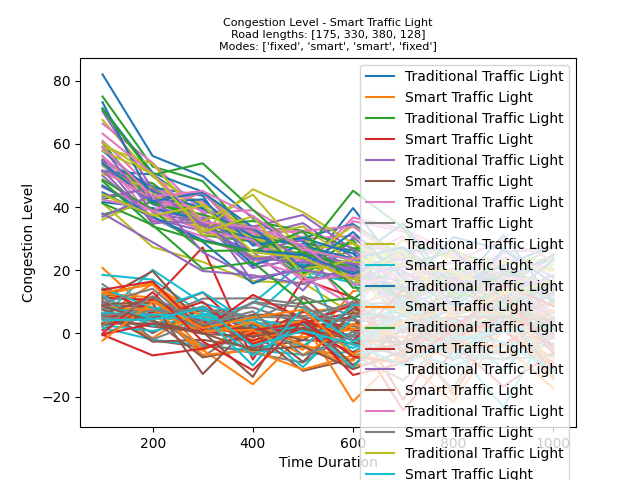 Congestion Level - Smart Traffic Light
Road lengths: [175, 330, 380, 128]
Modes: ['fixed', 'smart', 'smart', 'fixed']
Congestion Level
80
60
40
20
0
−20
200
400
600
800
1000
Time Duration
Traditional Traffic Light
Smart Traffic Light
Traditional Traffic Light
Smart Traffic Light
Traditional Traffic Light
Smart Traffic Light
Traditional Traffic Light
Smart Traffic Light
Traditional Traffic Light
Smart Traffic Light
Traditional Traffic Light
Smart Traffic Light
Traditional Traffic Light
Smart Traffic Light
Traditional Traffic Light
Smart Traffic Light
Traditional Traffic Light
Smart Traffic Light
Traditional Traffic Light
Smart Traffic Light